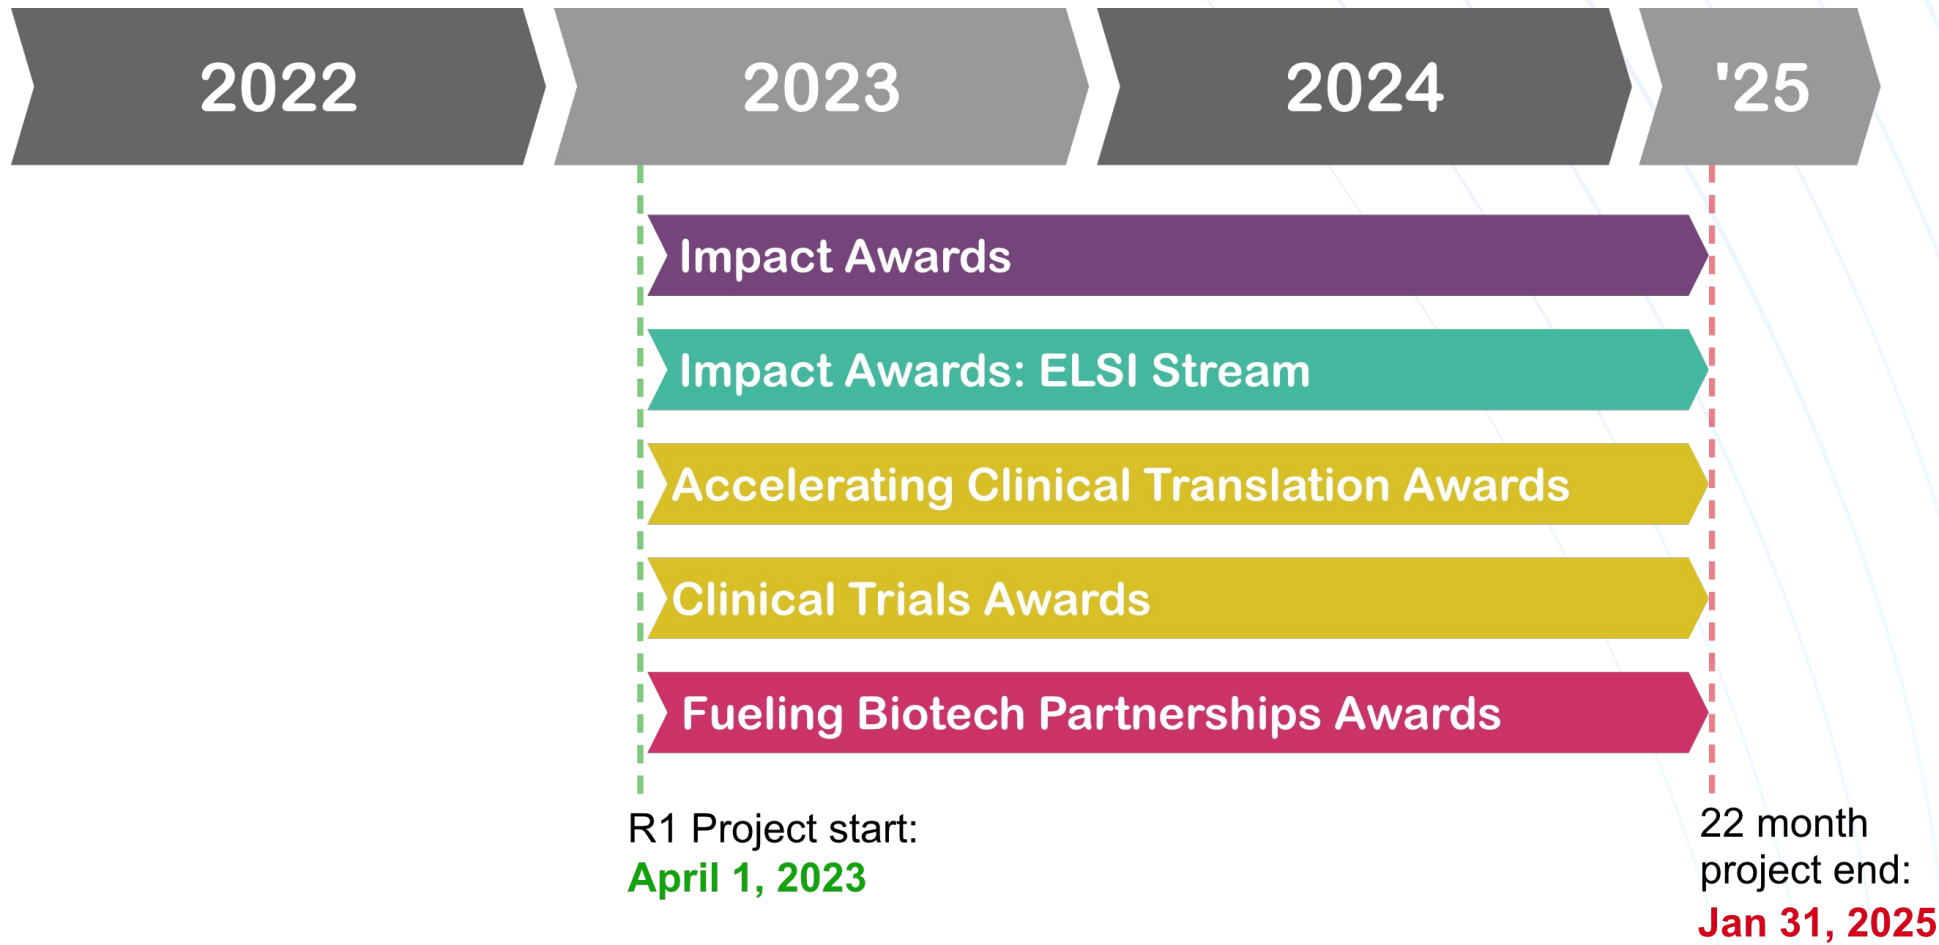 2022
2023
2024
'25
Impact Awards
Impact Awards: ELSI Stream
Accelerating Clinical Translation Awards
Clinical Trials Awards
Fueling Biotech Partnerships Awards
R1 Project start:
April 1, 2023
22 month
project end:
Jan 31, 2025